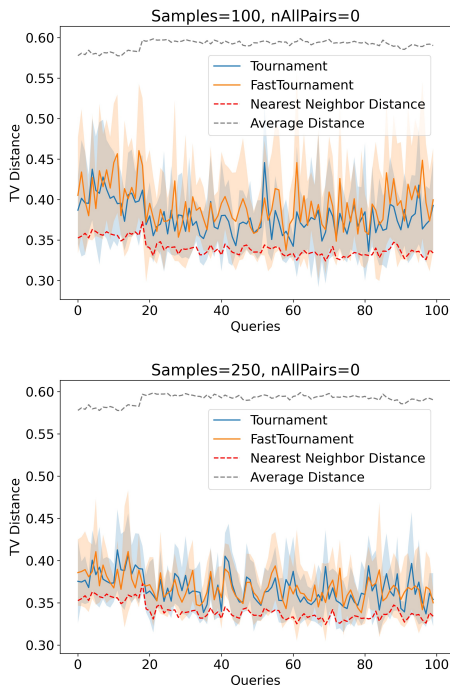 Samples=100, nAllPairs=0
0.60
0.55
0.50
0.45
0.40
0.35
0.30
TV Distance
Tournament
FastTournament
Nearest Neighbor Distance
Average Distance
0 20 40 60 80 100
Queries
Samples=250, nAllPairs=0
0.60
0.55
0.50
0.45
0.40
0.35
0.30
TV Distance
Tournament
FastTournament
Nearest Neighbor Distance
Average Distance
0 20 40 60 80 100
Queries